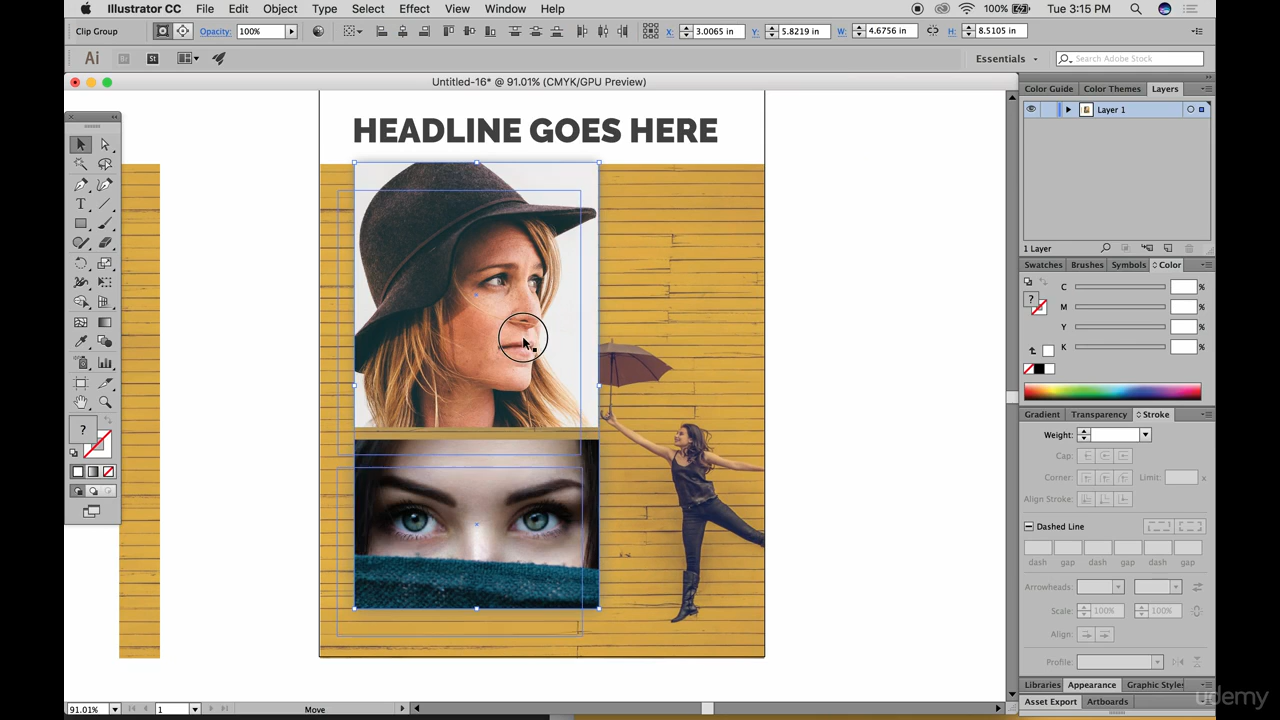 Illustrator CC File Edit Object Type Select Effect View Window Help 100% Tue 3:15 PM
Clip Group Opacity: 100% X: 3.0065 in Y: 5.8219 in W: 4.6756 in H: 8.5105 in
Ai Br St Essentials Search Adobe Stock
Untitled-16* @ 91.01% (CMYK/GPU Preview)
Color Guide Color Themes Layers
Layer 1
HEADLINE GOES HERE
1 Layer
Swatches Brushes Symbols Color
C %
? M %
Y %
K %
Gradient Transparency Stroke
? Weight:
Cap:
Corner: Limit: x
Align Stroke:
Dashed Line
dash gap dash gap dash gap
Arrowheads:
Scale: 100% 100%
Align:
Profile:
Libraries Appearance Graphic Styles
Asset Export Artboards
91.01% 1 Move
udemy